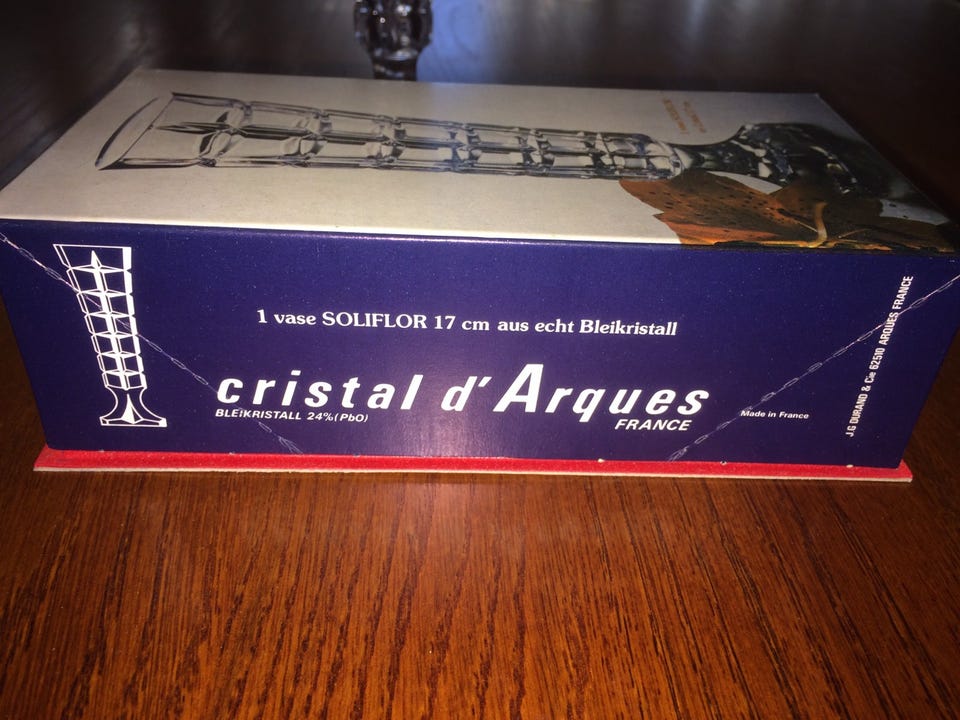 1 vase SOLIFLOR 17 cm aus echt Bleikristall
cristal d'Arques
BLEiKRISTALL 24%(PbO)
FRANCE
Made in France
J.G DURAND & Cie 62510 ARQUES FRANCE